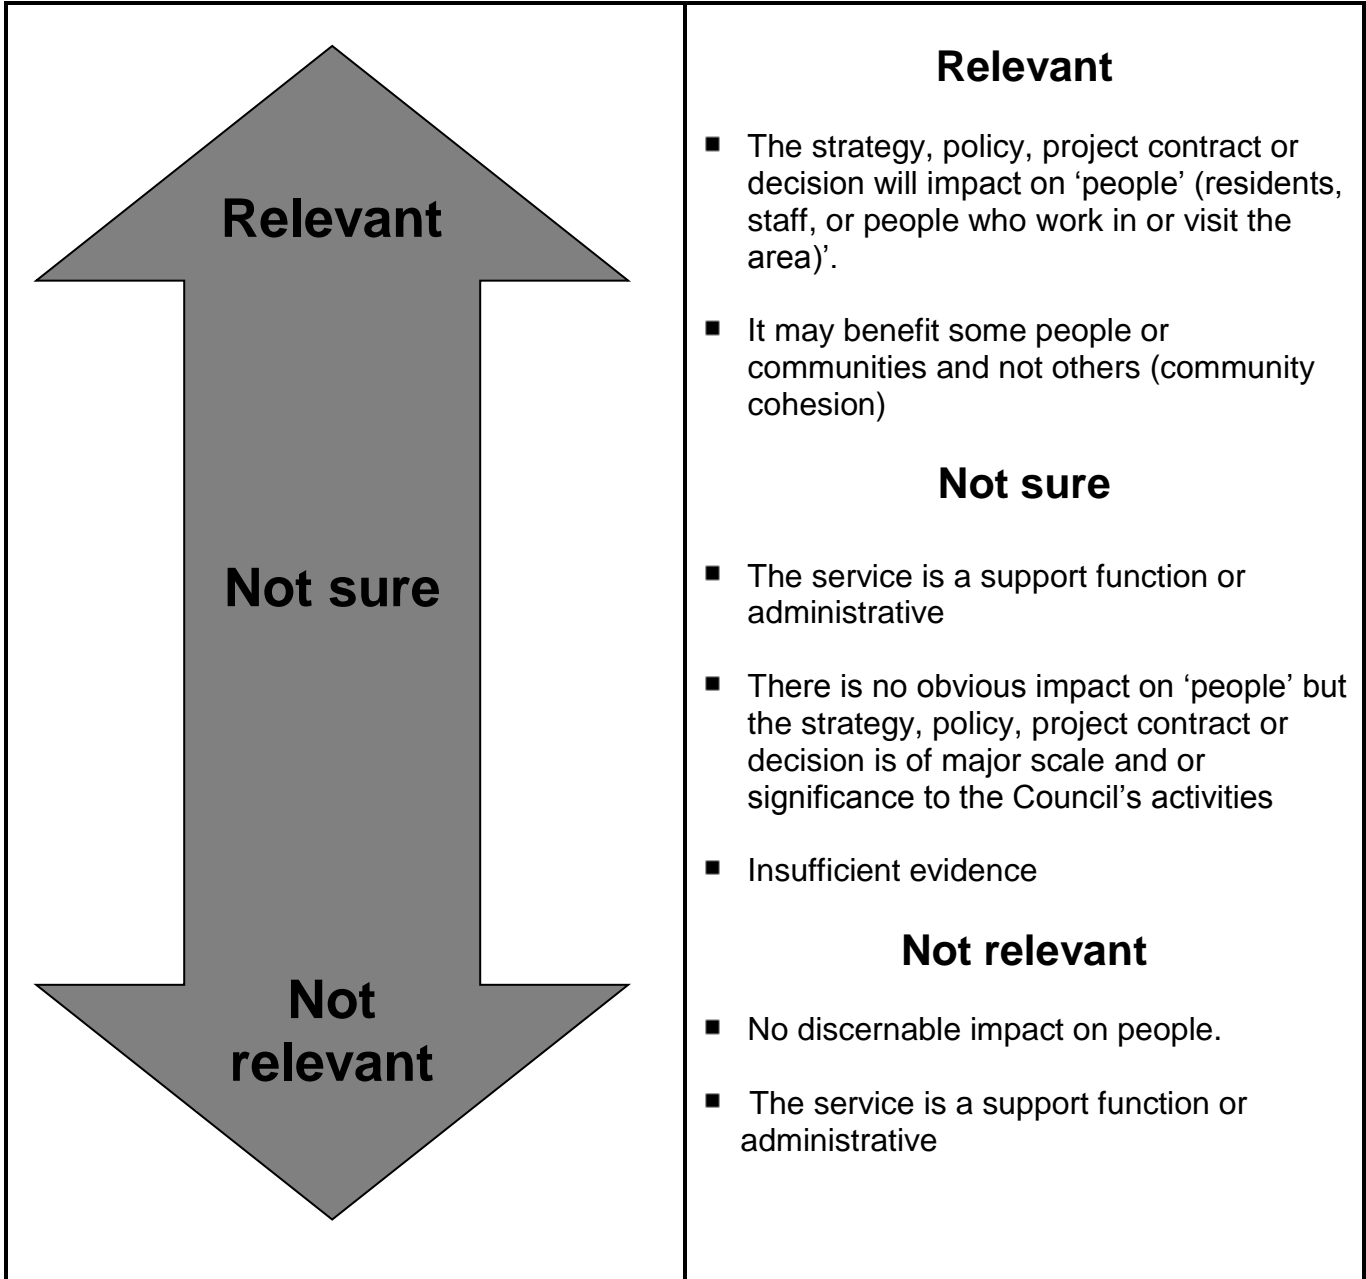 Relevant
Not sure
Not
relevant
Relevant
▪ The strategy, policy, project contract or
decision will impact on ‘people’ (residents,
staff, or people who work in or visit the
area)’.
▪ It may benefit some people or
communities and not others (community
cohesion)
Not sure
▪ The service is a support function or
administrative
▪ There is no obvious impact on ‘people’ but
the strategy, policy, project contract or
decision is of major scale and or
significance to the Council’s activities
▪ Insufficient evidence
Not relevant
▪ No discernable impact on people.
▪ The service is a support function or
administrative